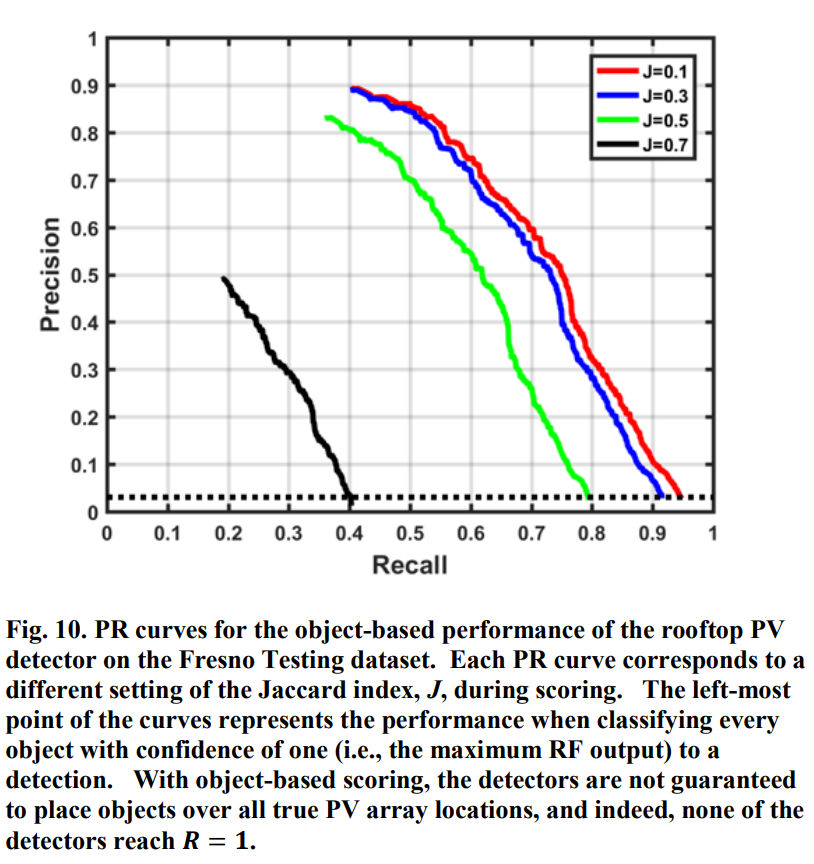 1
0.9
0.8
0.7
0.6
0.5
0.4
0.3
0.2
0.1
0
Precision
J=0.1
J=0.3
J=0.5
J=0.7
0 0.1 0.2 0.3 0.4 0.5 0.6 0.7 0.8 0.9 1
Recall
Fig. 10. PR curves for the object-based performance of the rooftop PV
detector on the Fresno Testing dataset. Each PR curve corresponds to a
different setting of the Jaccard index, J, during scoring. The left-most
point of the curves represents the performance when classifying every
object with confidence of one (i.e., the maximum RF output) to a
detection. With object-based scoring, the detectors are not guaranteed
to place objects over all true PV array locations, and indeed, none of the
detectors reach R = 1.